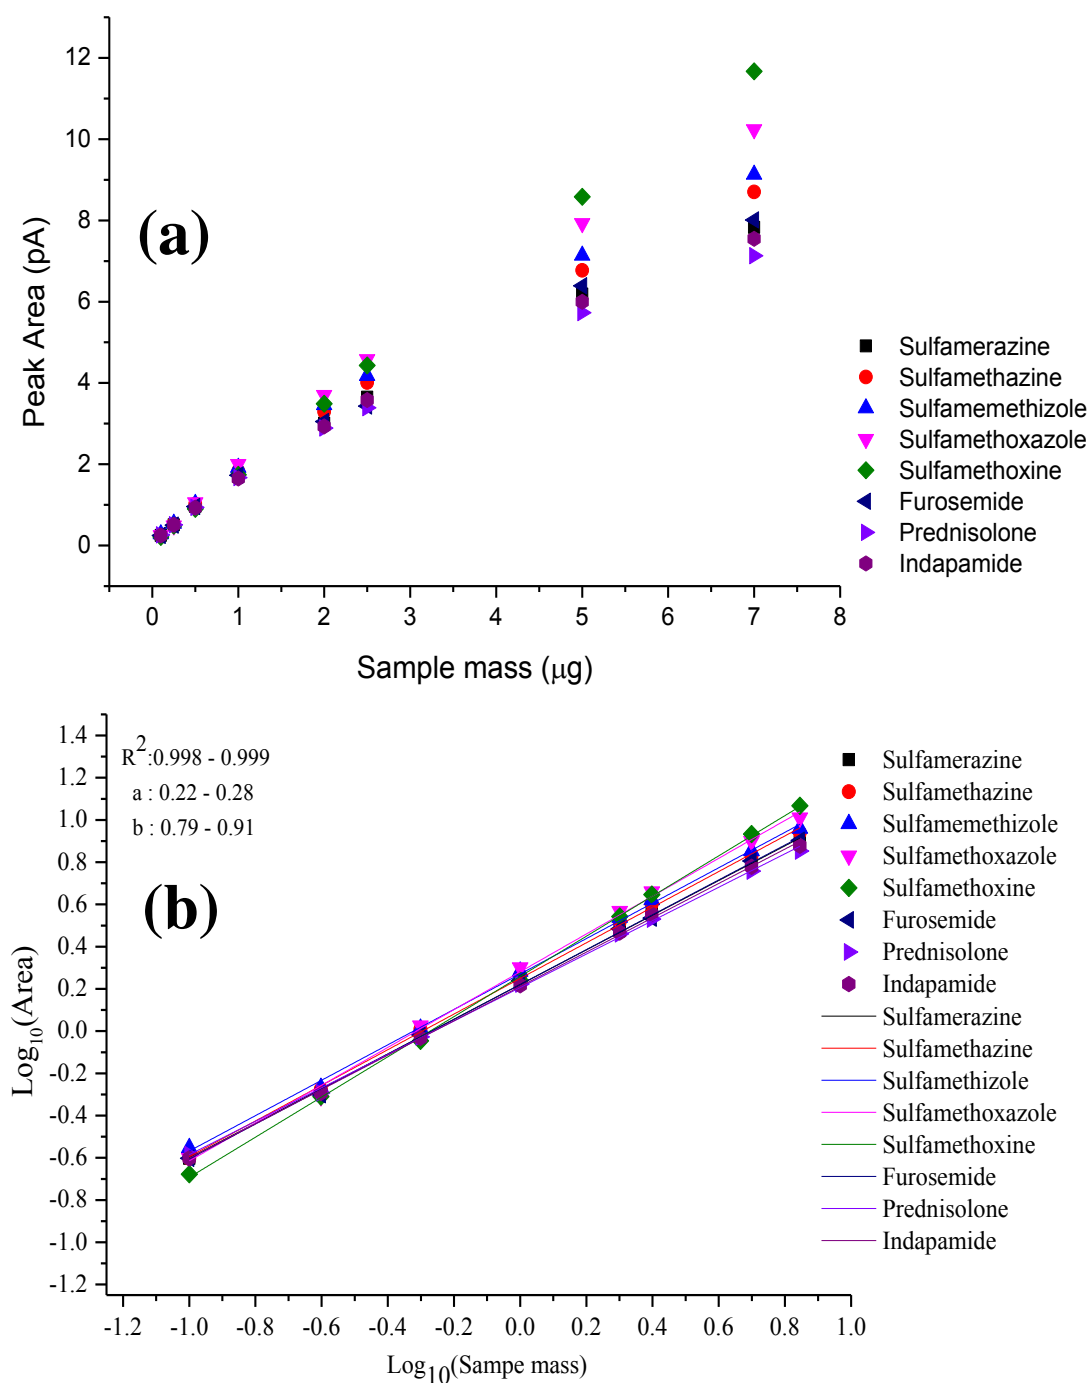 (a)
Peak Area (pA)
12
10
8
6
4
2
0
0 1 2 3 4 5 6 7 8
Sample mass (μg)
Sulfamerazine
Sulfamethazine
Sulfamemethizole
Sulfamethoxazole
Sulfamethoxine
Furosemide
Prednisolone
Indapamide
(b)
R²:0.998 - 0.999
a : 0.22 - 0.28
b : 0.79 - 0.91
Log₁₀(Area)
1.4
1.2
1.0
0.8
0.6
0.4
0.2
0.0
-0.2
-0.4
-0.6
-0.8
-1.0
-1.2
-1.2 -1.0 -0.8 -0.6 -0.4 -0.2 0.0 0.2 0.4 0.6 0.8 1.0
Log₁₀(Sampe mass)
Sulfamerazine
Sulfamethazine
Sulfamemethizole
Sulfamethoxazole
Sulfamethoxine
Furosemide
Prednisolone
Indapamide
Sulfamerazine
Sulfamethazine
Sulfamethizole
Sulfamethoxazole
Sulfamethoxine
Furosemide
Prednisolone
Indapamide